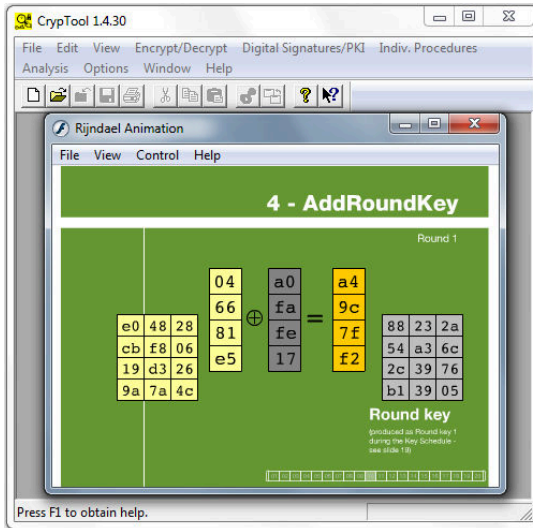 CrypTool 1.4.30
File Edit View Encrypt/Decrypt Digital Signatures/PKI Indiv. Procedures
Analysis Options Window Help
Rijndael Animation
File View Control Help
4 - AddRoundKey
Round 1
04 a0 a4
66 fa 9c
81 ⊕ fe = 7f
e5 17 f2
e0 48 28
cb f8 06
19 d3 26
9a 7a 4c
88 23 2a
54 a3 6c
2c 39 76
b1 39 05
Round key
(produced as Round key 1
during the Key Schedule -
see slide 19)
Press F1 to obtain help.